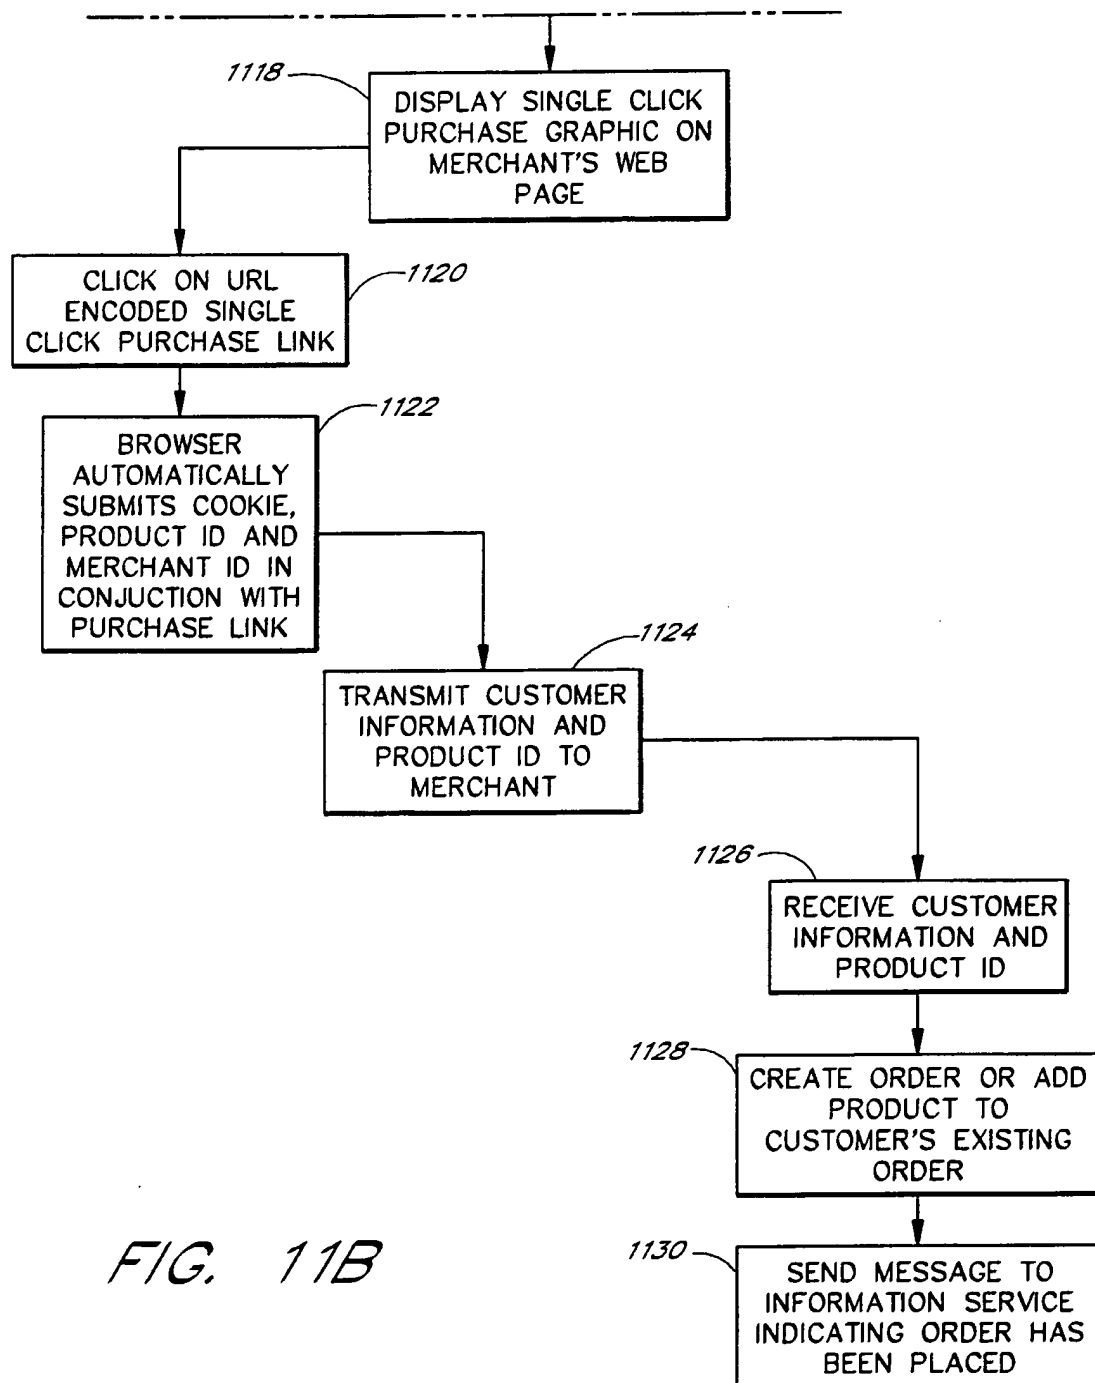 1118
DISPLAY SINGLE CLICK
PURCHASE GRAPHIC ON
MERCHANT'S WEB
PAGE
CLICK ON URL
ENCODED SINGLE
CLICK PURCHASE LINK
1120
1122
BROWSER
AUTOMATICALLY
SUBMITS COOKIE,
PRODUCT ID AND
MERCHANT ID IN
CONJUCTION WITH
PURCHASE LINK
1124
TRANSMIT CUSTOMER
INFORMATION AND
PRODUCT ID TO
MERCHANT
1126
RECEIVE CUSTOMER
INFORMATION AND
PRODUCT ID
1128
CREATE ORDER OR ADD
PRODUCT TO
CUSTOMER'S EXISTING
ORDER
1130
SEND MESSAGE TO
INFORMATION SERVICE
INDICATING ORDER HAS
BEEN PLACED
FIG. 11B